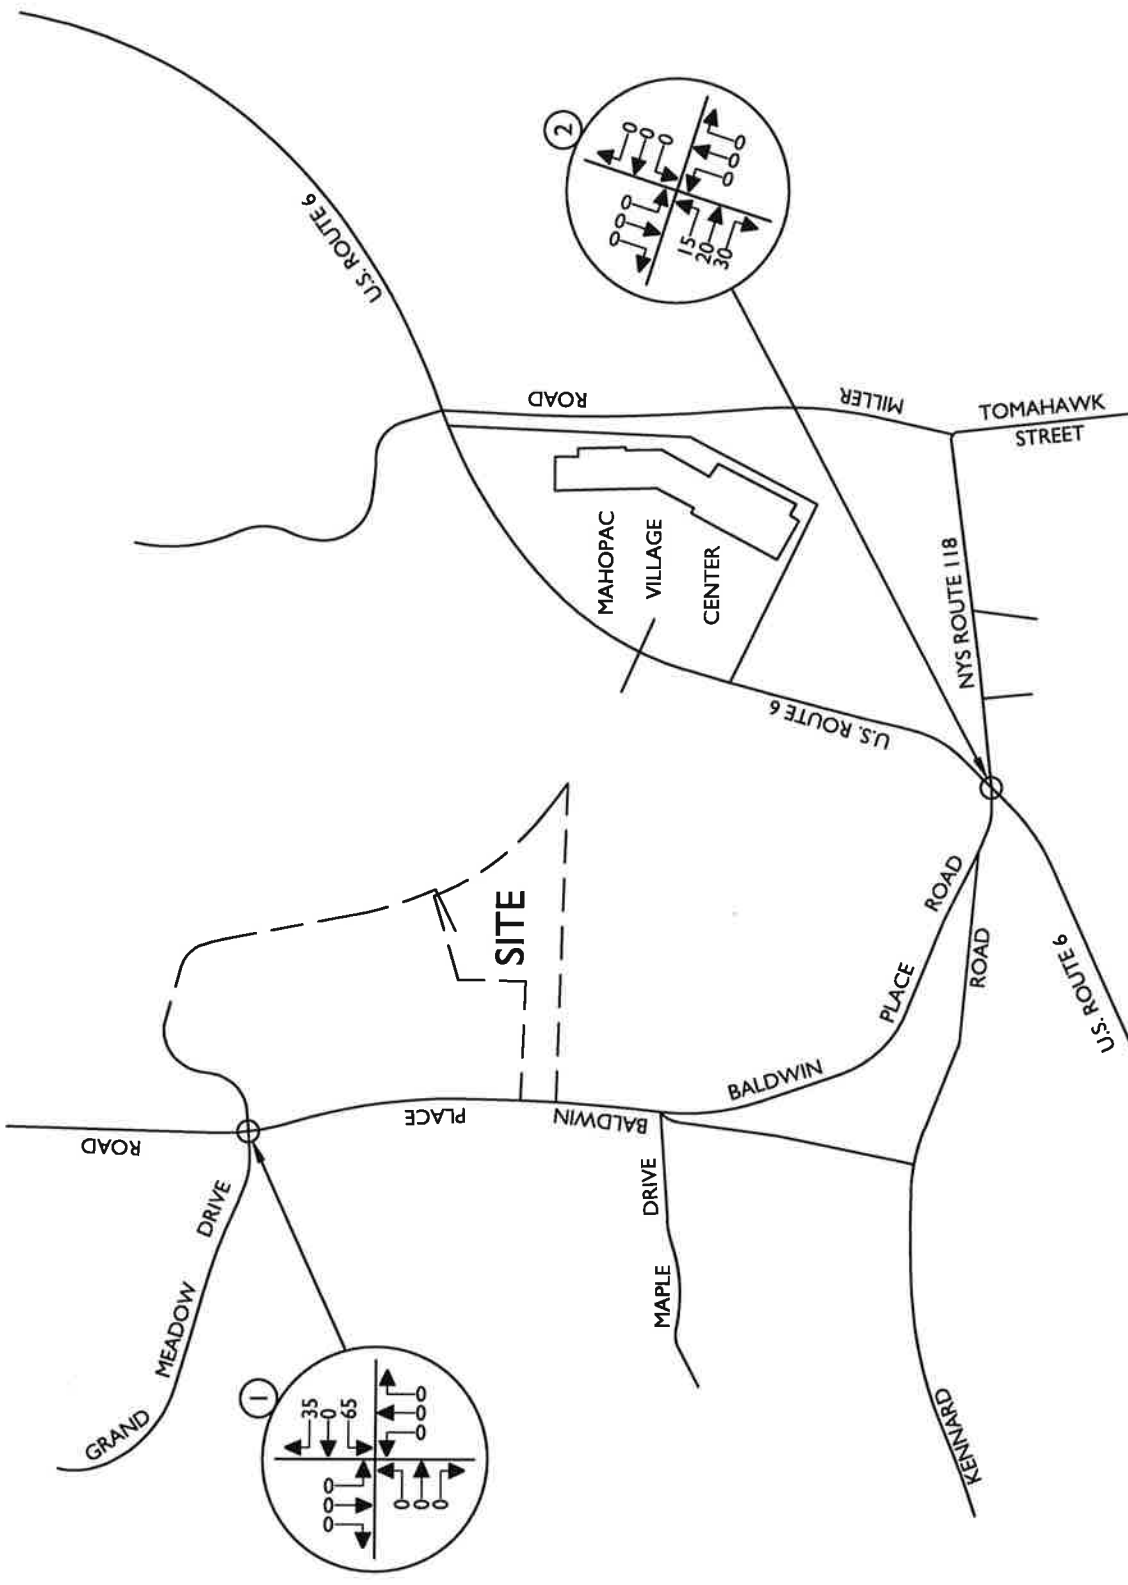 U.S. ROUTE 6
2
0
0
0
0
0
0
0
0
0
15
20
30
ROAD
MILLER
TOMAHAWK
STREET
MAHOPAC
VILLAGE
CENTER
NYS ROUTE 118
U.S. ROUTE 6
SITE
ROAD
PLACE
BALDWIN
PLACE
ROAD
BALDWIN
ROAD
U.S. ROUTE 6
GRAND
MEADOW
DRIVE
MAPLE
DRIVE
KENNARD
1
35
0
65
0
0
0
0
0
0
0
0
0